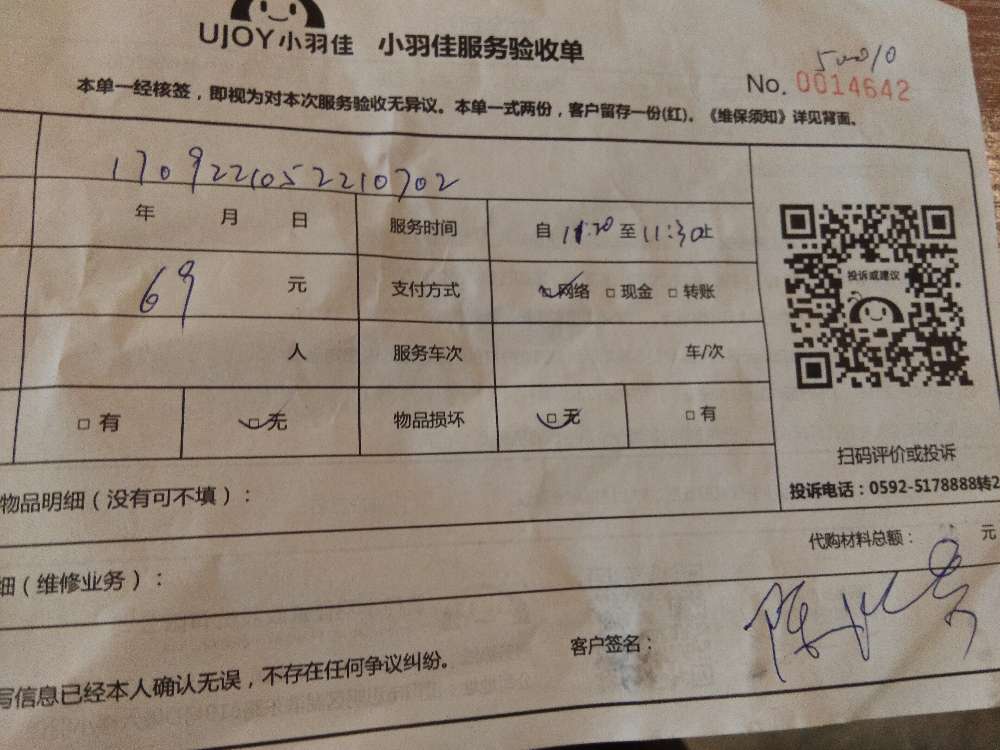 UJOY小羽佳 小羽佳服务验收单
No. 0014642
本单一经核签，即视为对本次服务验收无异议。本单一式两份，客户留存一份(红)。《维保须知》详见背面。
1709221052210702
年 月 日 服务时间 自 11:20 至 11:30 止
69 元 支付方式 □网络 □现金 □转账
投诉或建议
人 服务车次 车/次
□有 □无 物品损坏 □无 □有
扫码评价或投诉
投诉电话：0592-5178888转2
物品明细（没有可不填）：
代购材料总额： 元
细（维修业务）：
客户签名：
写信息已经本人确认无误，不存在任何争议纠纷。